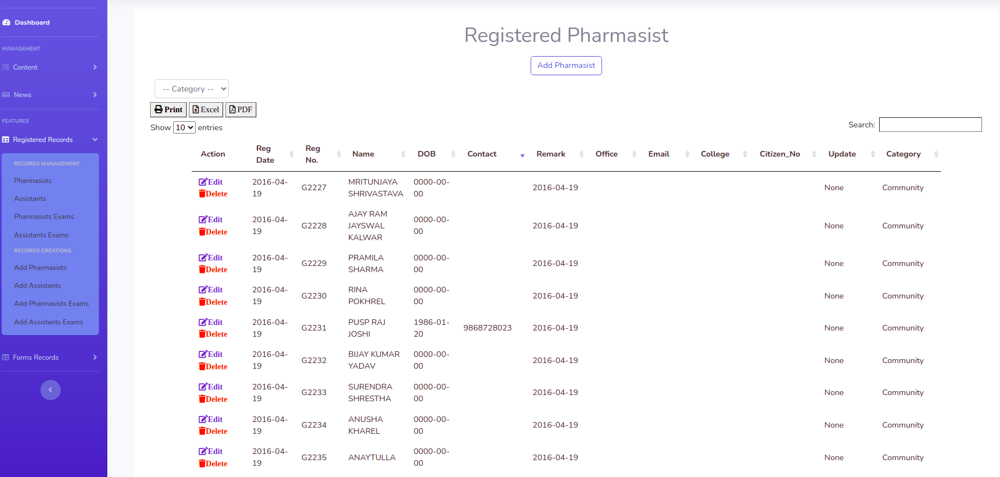 Dashboard
MANAGEMENT
Content
News
FEATURES
Registered Records
RECORDS MANAGEMENT
Pharmasists
Assistants
Pharmasists Exams
Assistants Exams
RECORDS CREATIONS
Add Pharmasists
Add Assistants
Add Pharmasists Exams
Add Assistants Exams
Forms Records
Registered Pharmasist
Add Pharmasist
-- Category --
Print Excel PDF
Show 10 entries
Search:
Action Reg Date Reg No. Name DOB Contact Remark Office Email College Citizen_No Update Category
Edit Delete 2016-04-19 G2227 MRITUNJAYA SHRIVASTAVA 0000-00-00 2016-04-19 None Community
Edit Delete 2016-04-19 G2228 AJAY RAM JAYSWAL KALWAR 0000-00-00 2016-04-19 None Community
Edit Delete 2016-04-19 G2229 PRAMILA SHARMA 0000-00-00 2016-04-19 None Community
Edit Delete 2016-04-19 G2230 RINA POKHREL 0000-00-00 2016-04-19 None Community
Edit Delete 2016-04-19 G2231 PUSP RAJ JOSHI 1986-01-20 9868728023 2016-04-19 None Community
Edit Delete 2016-04-19 G2232 BIJAY KUMAR YADAV 0000-00-00 2016-04-19 None Community
Edit Delete 2016-04-19 G2233 SURENDRA SHRESTHA 0000-00-00 2016-04-19 None Community
Edit Delete 2016-04-19 G2234 ANUSHA KHAREL 0000-00-00 2016-04-19 None Community
Edit Delete 2016-04-19 G2235 ANAYTULLA 0000-00-00 2016-04-19 None Community